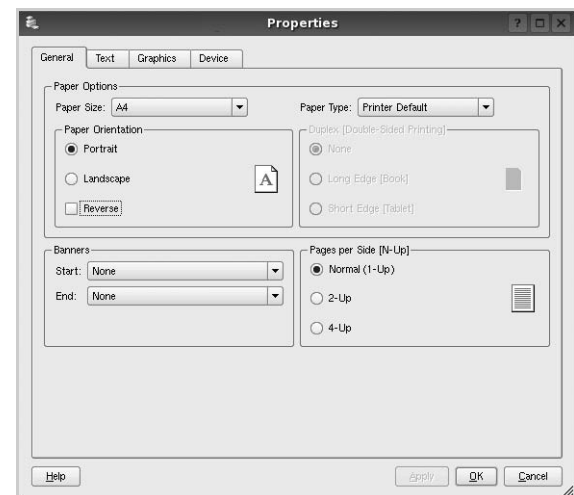 Properties
General Text Graphics Device
Paper Options
Paper Size: A4
Paper Type: Printer Default
Paper Orientation
Portrait
Landscape
Reverse
A
Duplex [Double-Sided Printing]
None
Long Edge [Book]
Short Edge [Tablet]
Banners
Start: None
End: None
Pages per Side [N-Up]
Normal (1-Up)
2-Up
4-Up
Help Apply OK Cancel